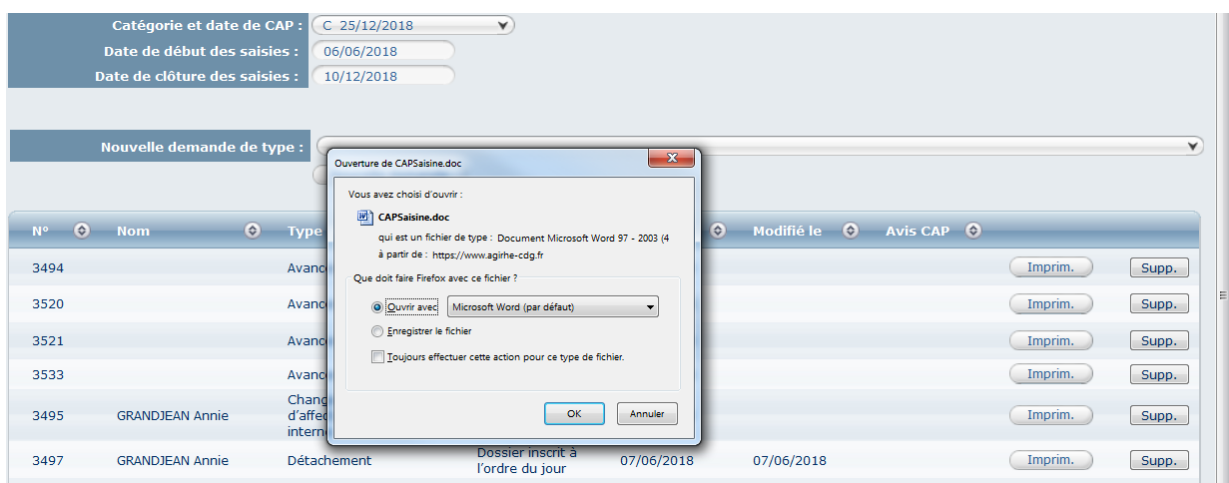 Catégorie et date de CAP : C 25/12/2018
Date de début des saisies : 06/06/2018
Date de clôture des saisies : 10/12/2018
Nouvelle demande de type :
Ouverture de CAPSaisine.doc
Vous avez choisi d'ouvrir :
CAPSaisine.doc
qui est un fichier de type : Document Microsoft Word 97 - 2003 (4
à partir de : https://www.agirhe-cdg.fr
Que doit faire Firefox avec ce fichier ?
Ouvrir avec Microsoft Word (par défaut)
Enregistrer le fichier
Toujours effectuer cette action pour ce type de fichier.
OK Annuler
N° Nom Type Modifié le Avis CAP
3494 Avanc Imprim. Supp.
3520 Avanc Imprim. Supp.
3521 Avanc Imprim. Supp.
3533 Avanc Imprim. Supp.
3495 GRANDJEAN Annie Chang
d'affec
intern Imprim. Supp.
3497 GRANDJEAN Annie Détachement Dossier inscrit à
l'ordre du jour 07/06/2018 07/06/2018 Imprim. Supp.